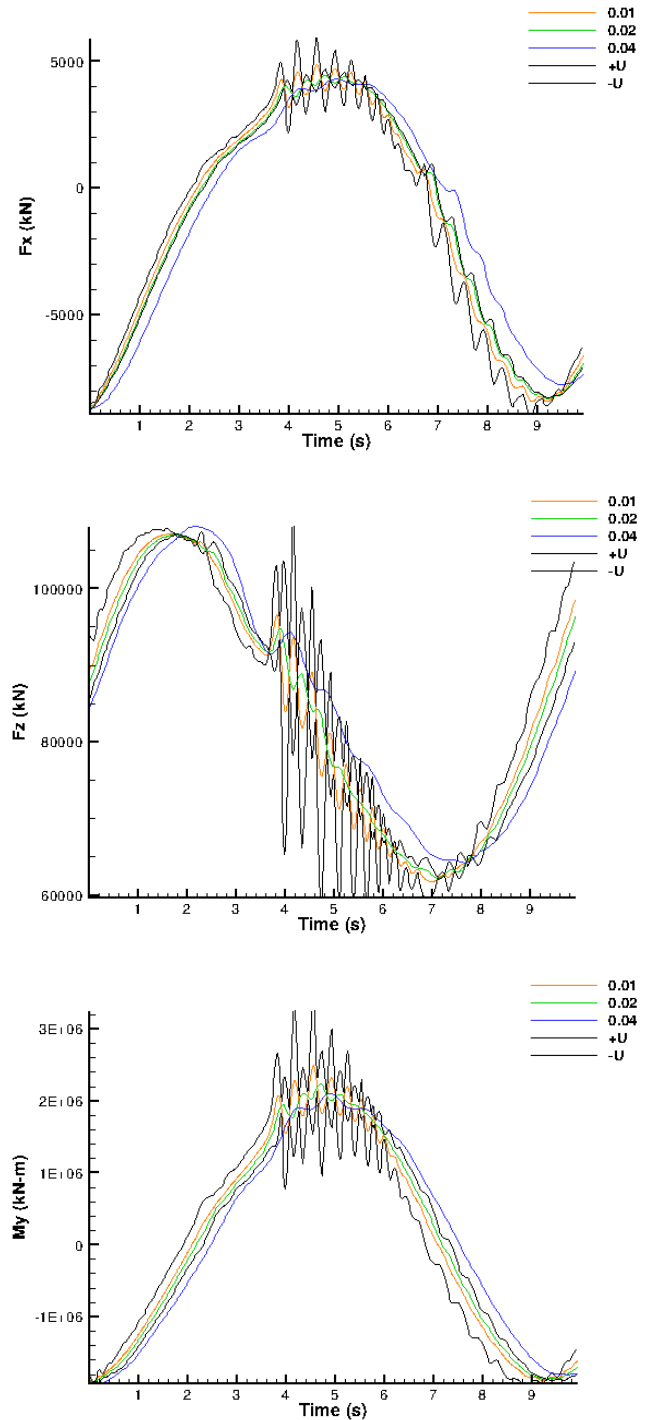 0.01
0.02
0.04
+U
-U
5000
0
-5000
Fx (kN)
1 2 3 4 5 6 7 8 9
Time (s)
0.01
0.02
0.04
+U
-U
100000
80000
60000
Fz (kN)
1 2 3 4 5 6 7 8 9
Time (s)
0.01
0.02
0.04
+U
-U
3E+06
2E+06
1E+06
0
-1E+06
My (kN-m)
1 2 3 4 5 6 7 8 9
Time (s)